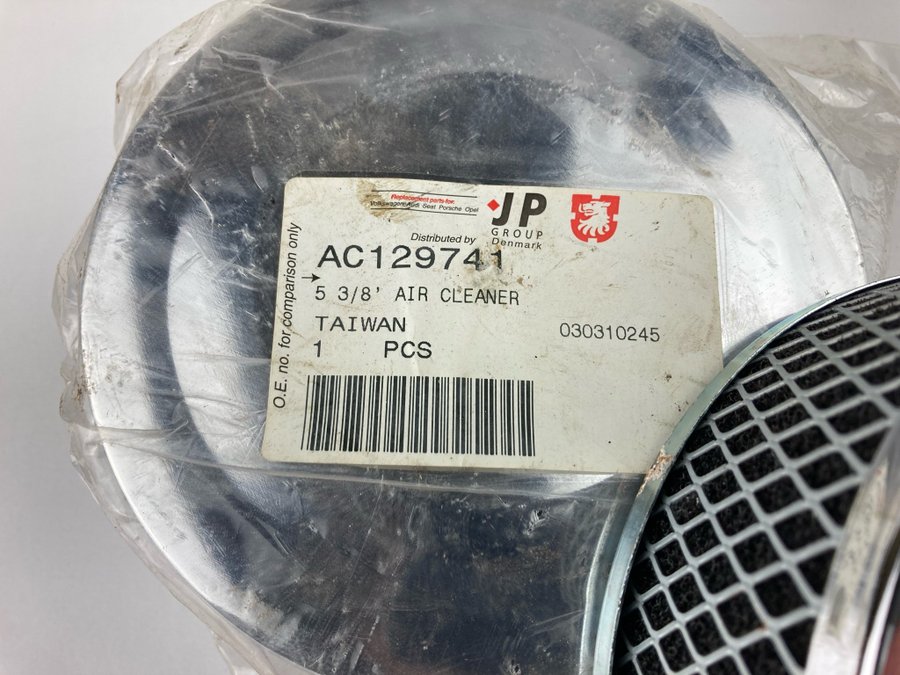 Replacement parts for:
Volkswagen Audi Seat Porsche Opel
JP
GROUP
Denmark
Distributed by
AC129741
5 3/8' AIR CLEANER
TAIWAN
030310245
1 PCS
O.E. no. for comparison only